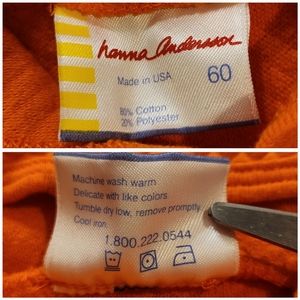 hanna Andersson
Made in USA 60
80% Cotton
20% Polyester
Machine wash warm
Delicate with like colors.
Tumble dry low, remove promptly.
Cool iron.
1.800.222.0544